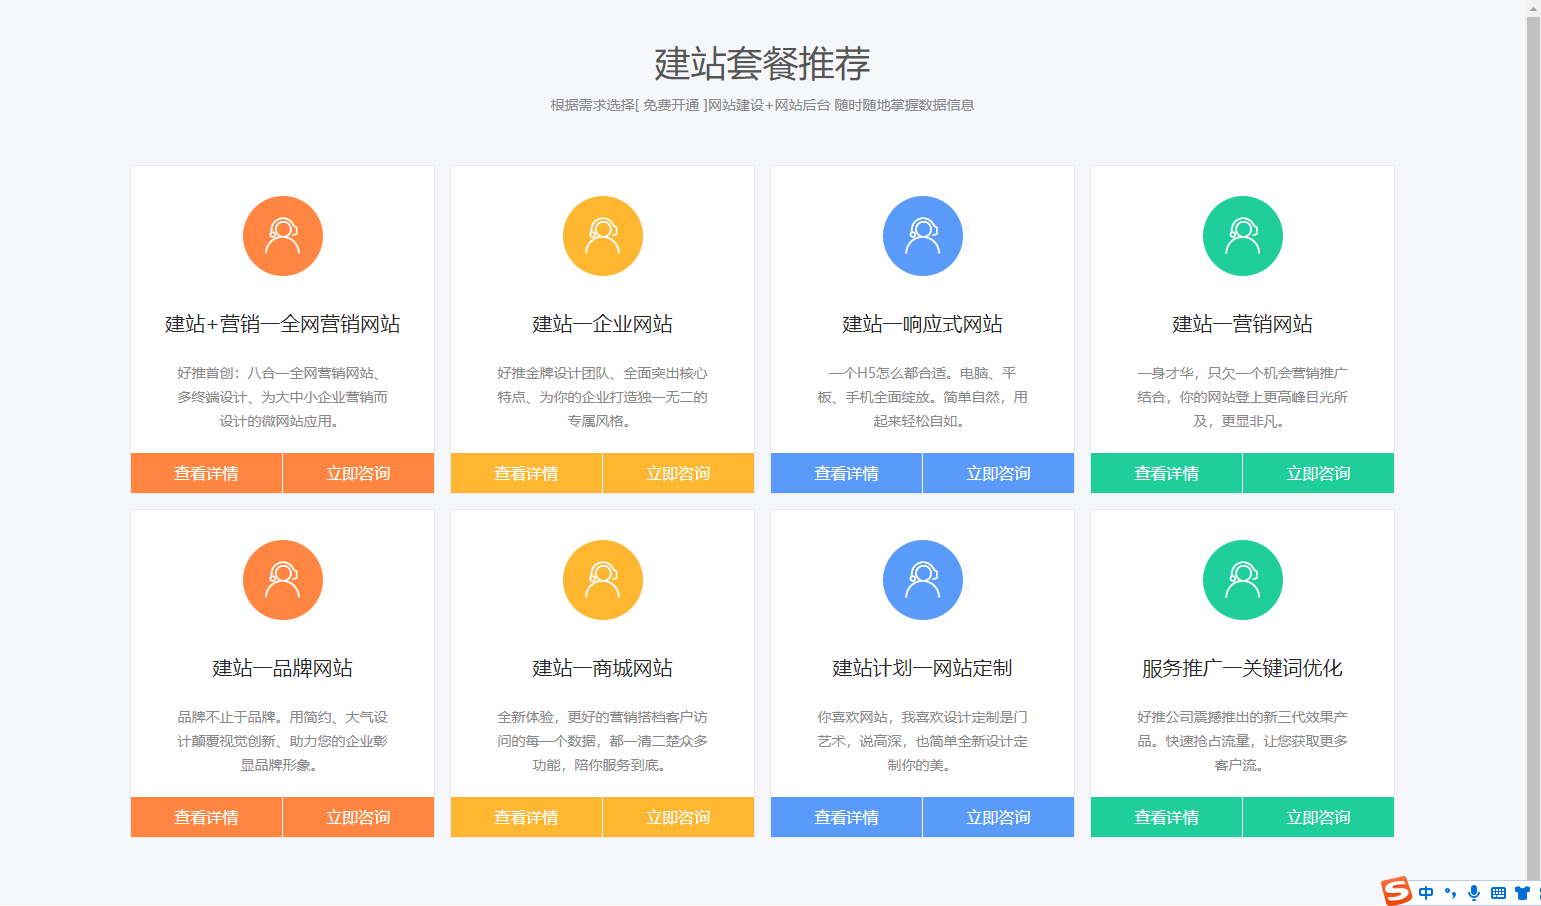 建站套餐推荐
根据需求选择[ 免费开通 ]网站建设+网站后台 随时随地掌握数据信息
建站+营销一全网营销网站
好推首创：八合一全网营销网站、
多终端设计、为大中小企业营销而
设计的微网站应用。
查看详情 立即咨询
建站一企业网站
好推金牌设计团队、全面突出核心
特点、为你的企业打造独一无二的
专属风格。
查看详情 立即咨询
建站一响应式网站
一个H5怎么都合适。电脑、平
板、手机全面绽放。简单自然，用
起来轻松自如。
查看详情 立即咨询
建站一营销网站
一身才华，只欠一个机会营销推广
结合，你的网站登上更高峰目光所
及，更显非凡。
查看详情 立即咨询
建站一品牌网站
品牌不止于品牌。用简约、大气设
计颠覆视觉创新、助力您的企业彰
显品牌形象。
查看详情 立即咨询
建站一商城网站
全新体验，更好的营销搭档客户访
问的每一个数据，都一清二楚众多
功能，陪你服务到底。
查看详情 立即咨询
建站计划一网站定制
你喜欢网站，我喜欢设计定制是门
艺术，说高深，也简单全新设计定
制你的美。
查看详情 立即咨询
服务推广一关键词优化
好推公司震撼推出的新三代效果产
品。快速抢占流量，让您获取更多
客户流。
查看详情 立即咨询
S 中